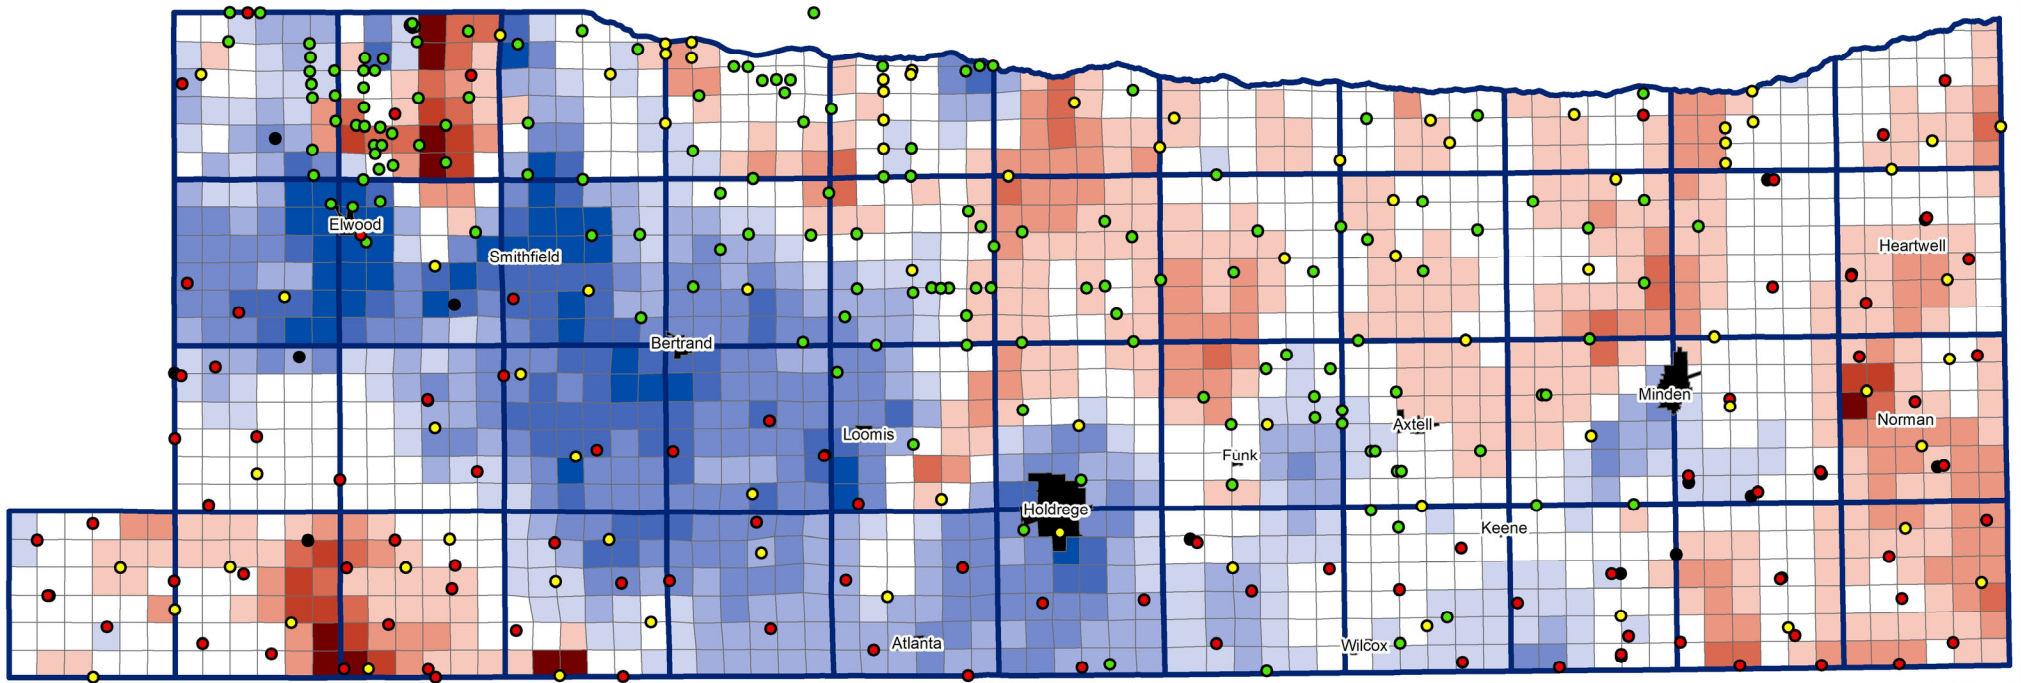 Elwood
Heartwell
Smithfield
Bertrand
Minden
Norman
Axtell
Loomis
Funk
Holdrege
Keene
Atlanta
Wilcox